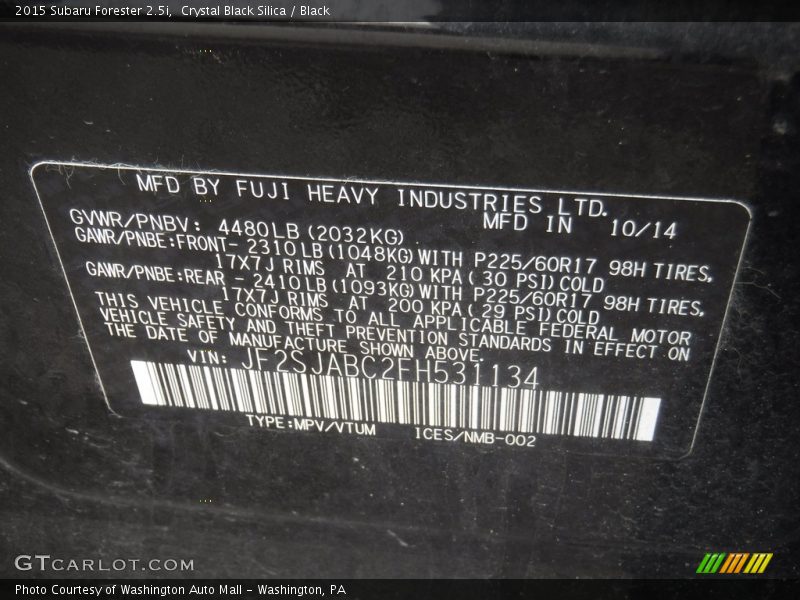 2015 Subaru Forester 2.5i,  Crystal Black Silica / Black
MFD BY FUJI HEAVY INDUSTRIES LTD.
MFD IN 10/14
GVWR/PNBV: 4480LB(2032KG)
GAWR/PNBE:FRONT- 2310LB(1048KG)WITH P225/60R17 98H TIRES,
17X7J RIMS AT 210 KPA(30 PSI)COLD
GAWR/PNBE:REAR - 2410LB(1093KG)WITH P225/60R17 98H TIRES,
17X7J RIMS AT 200 KPA(29 PSI)COLD
THIS VEHICLE CONFORMS TO ALL APPLICABLE FEDERAL MOTOR
VEHICLE SAFETY AND THEFT PREVENTION STANDARDS IN EFFECT ON
THE DATE OF MANUFACTURE SHOWN ABOVE.
VIN: JF2SJABC2FH531134
TYPE:MPV/VTUM ICES/NMB-002
GTCARLOT.COM
Photo Courtesy of Washington Auto Mall - Washington, PA